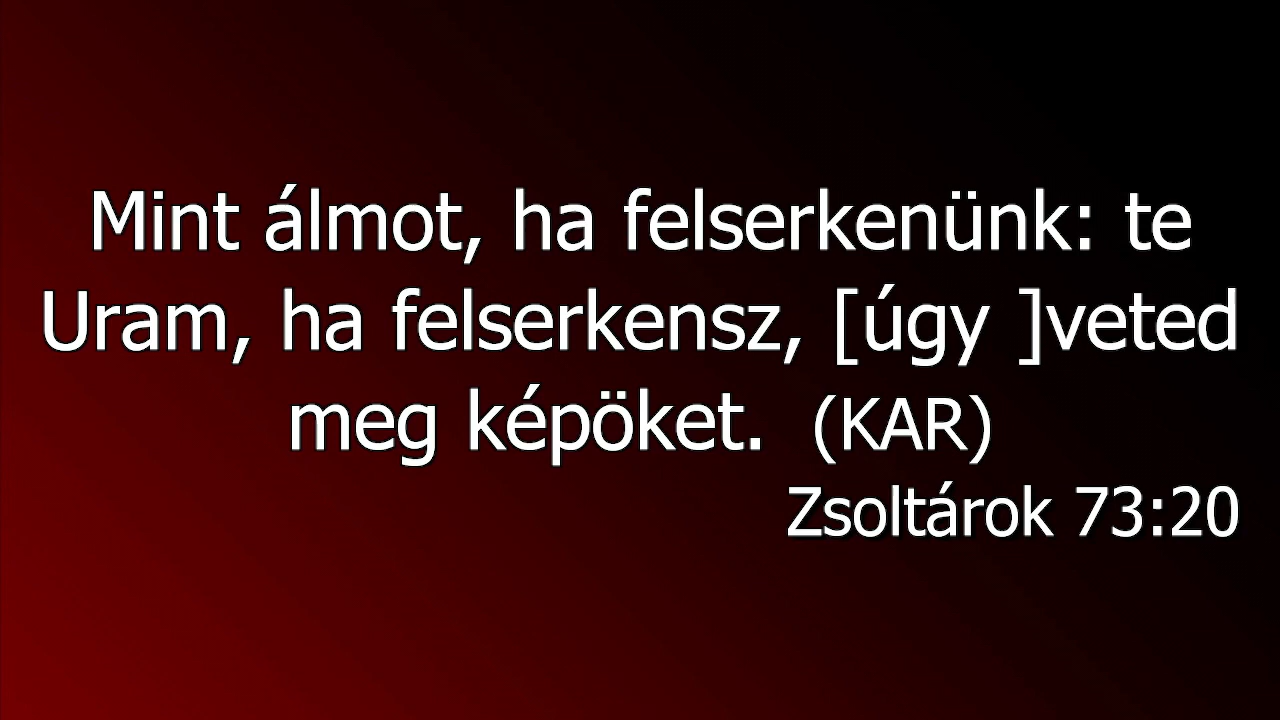 Mint álmot, ha felserkenünk: te
Uram, ha felserkensz, [úgy ]veted
meg képöket. (KAR)
Zsoltárok 73:20